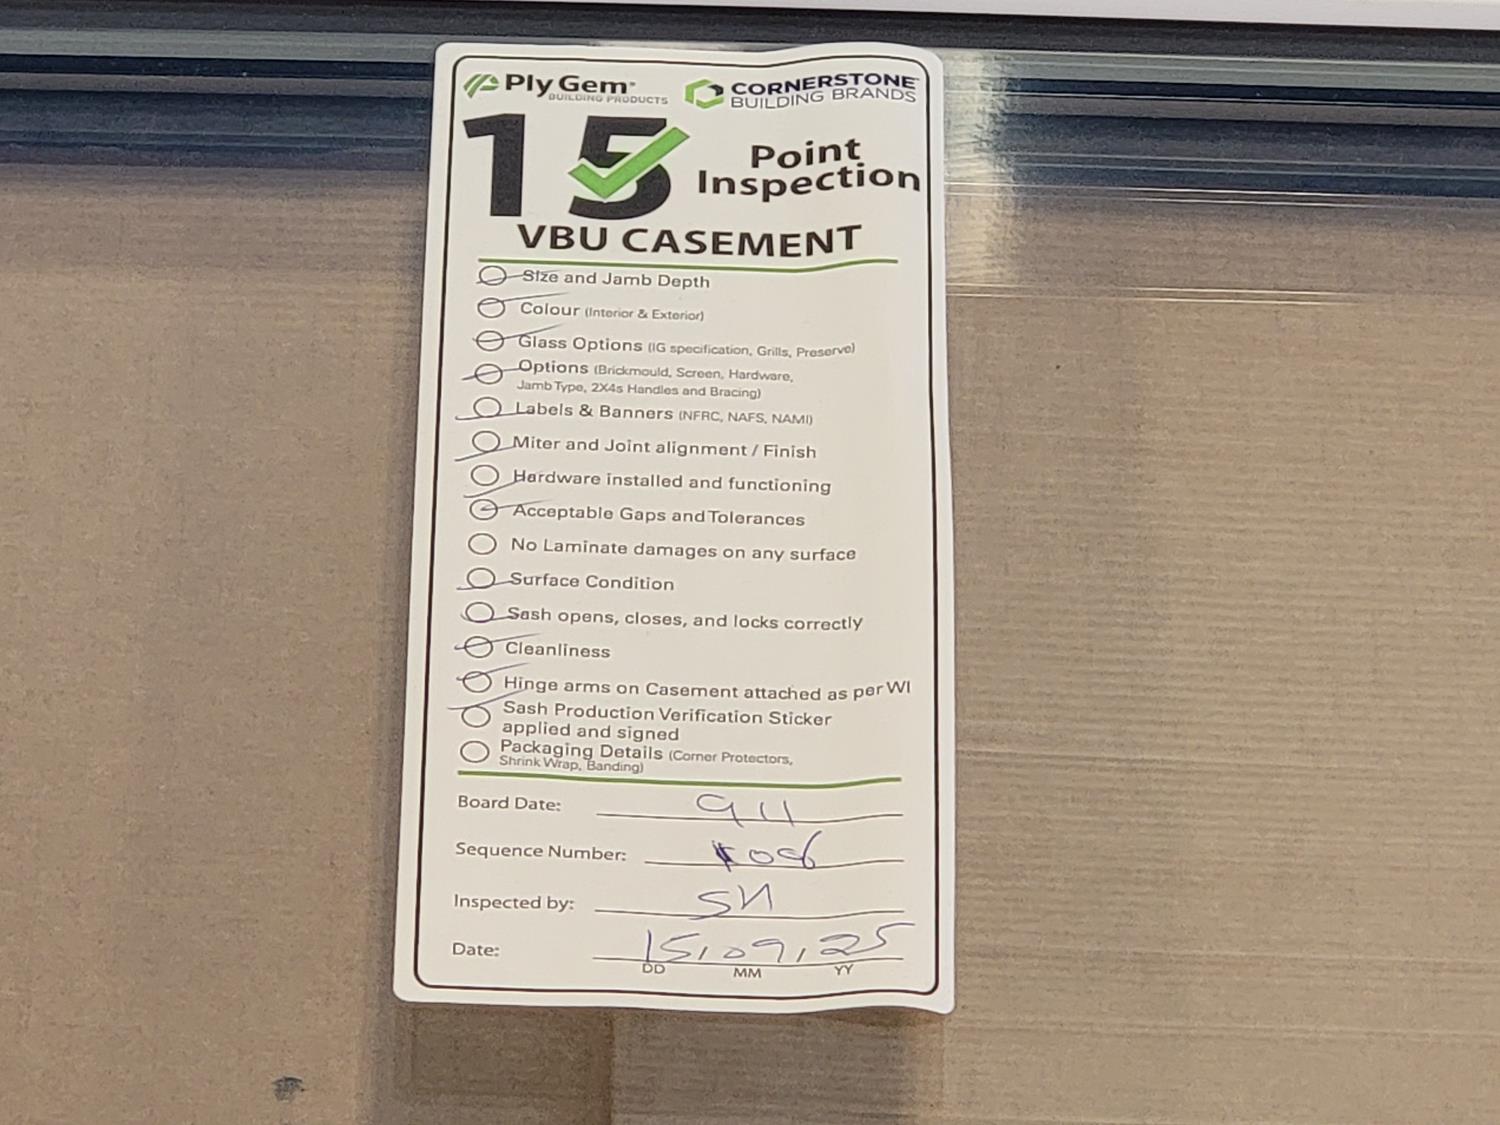 Ply Gem
BUILDING PRODUCTS
CORNERSTONE
BUILDING BRANDS
15 Point
Inspection
VBU CASEMENT
Size and Jamb Depth
Colour (Interior & Exterior)
Glass Options (IG specification, Grills, Preserve)
Options (Brickmould, Screen, Hardware,
Jamb Type, 2X4s Handles and Bracing)
Labels & Banners (NFRC, NAFS, NAMI)
Miter and Joint alignment / Finish
Hardware installed and functioning
Acceptable Gaps and Tolerances
No Laminate damages on any surface
Surface Condition
Sash opens, closes, and locks correctly
Cleanliness
Hinge arms on Casement attached as per WI
Sash Production Verification Sticker
applied and signed
Packaging Details (Corner Protectors,
Shrink Wrap, Banding)
Board Date: 911
Sequence Number:
Inspected by: SN
Date: 15,09,25
DD MM YY